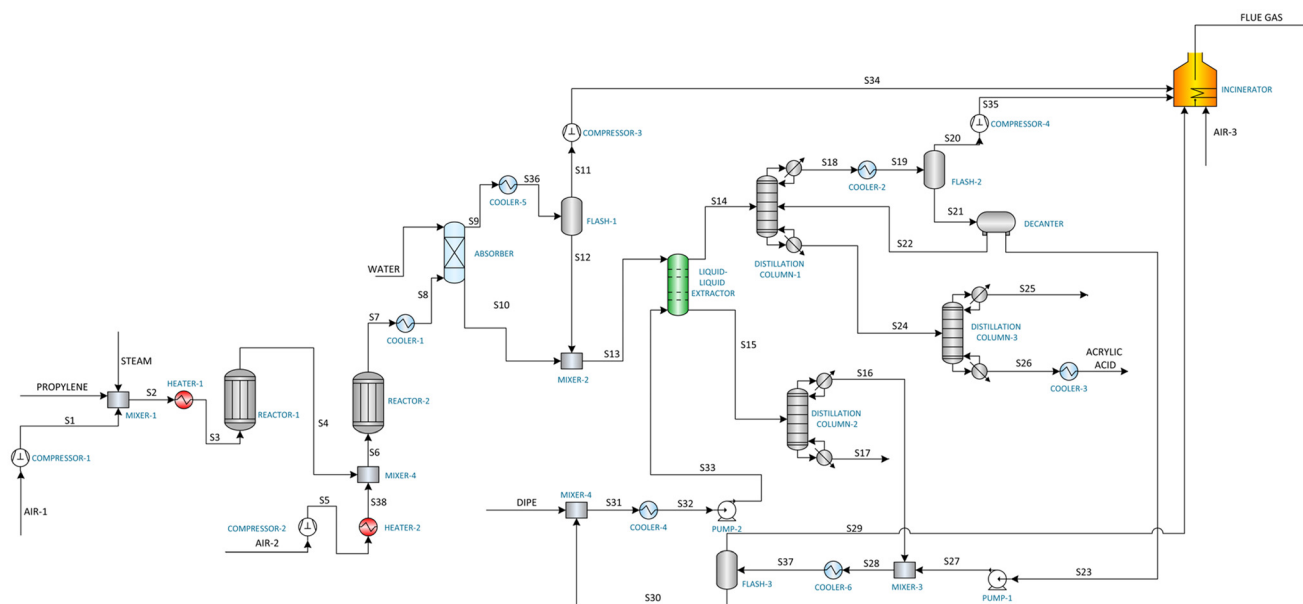 FLUE GAS
S34
INCINERATOR
S35
COMPRESSOR-4
AIR-3
COMPRESSOR-3
S20
S11
S18
S19
COOLER-2
FLASH-2
S36
S9
COOLER-5
FLASH-1
S14
S21
DECANTER
S22
ABSORBER
WATER
DISTILLATION
COLUMN-1
S12
LIQUID-
LIQUID
EXTRACTOR
S8
S10
S25
S7
COOLER-1
S24
DISTILLATION
COLUMN-3
S15
S13
MIXER-2
STEAM
ACRYLIC
ACID
S26
COOLER-3
PROPYLENE
HEATER-1
S2
MIXER-1
REACTOR-1
REACTOR-2
S16
S1
S4
DISTILLATION
COLUMN-2
S3
S6
S17
COMPRESSOR-1
MIXER-4
S33
S38
MIXER-4
DIPE
S31
S32
S5
AIR-1
COMPRESSOR-2
HEATER-2
COOLER-4
PUMP-2
S29
AIR-2
S37
S28
S27
S23
FLASH-3
COOLER-6
MIXER-3
PUMP-1
S30